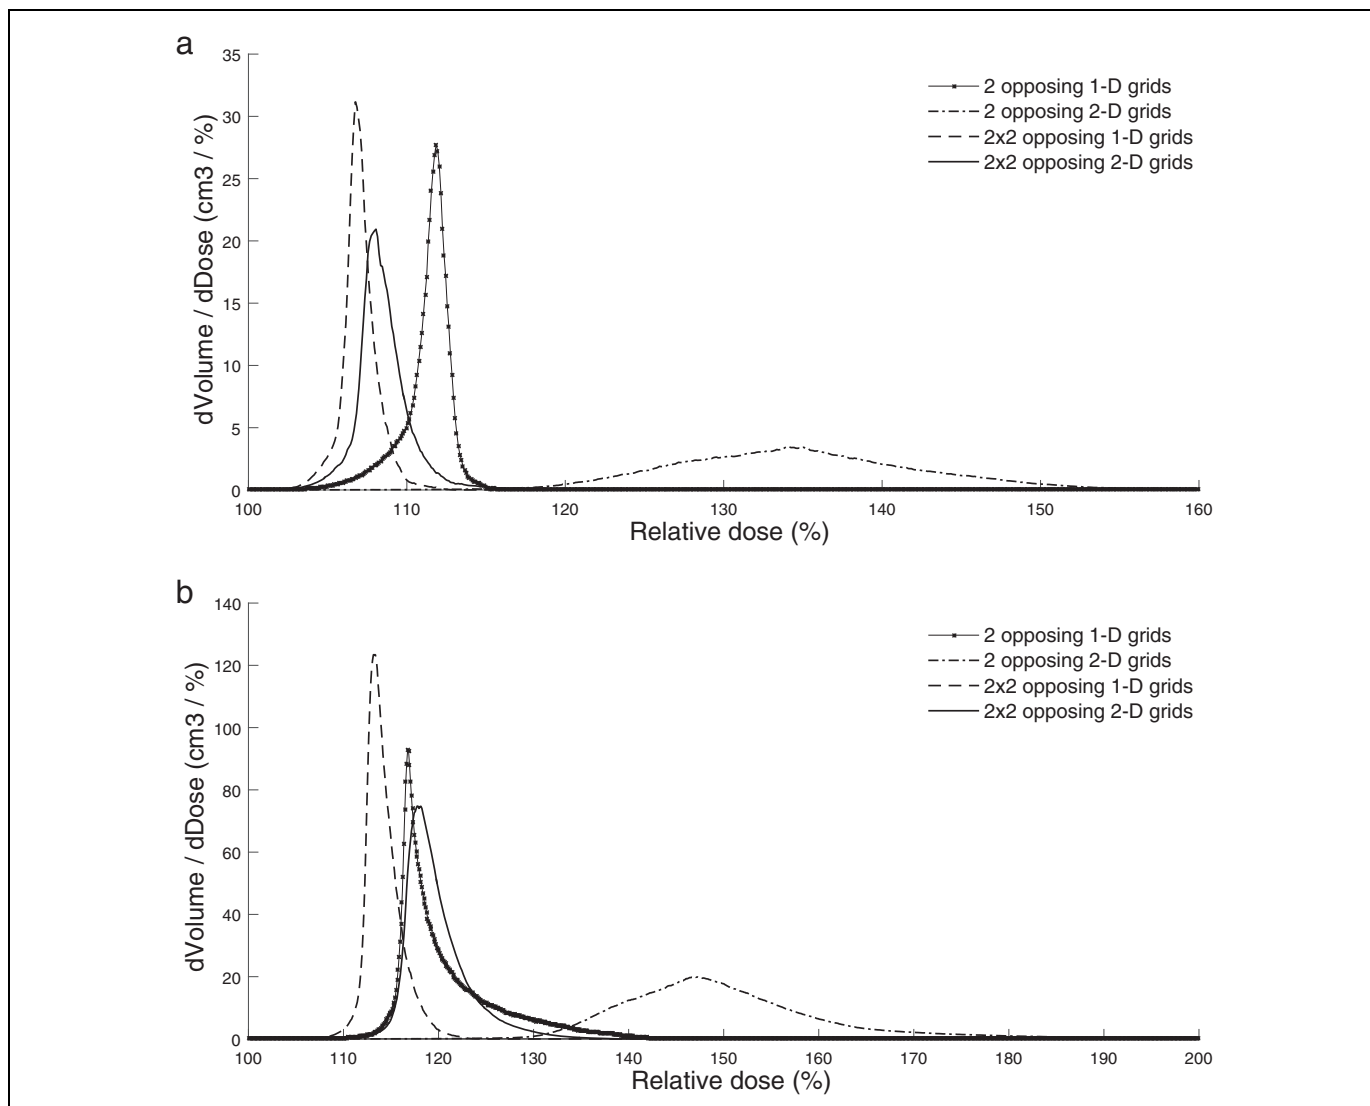 a
dVolume / dDose (cm3 / %)
35
30
25
20
15
10
5
0
100 110 120 130 140 150 160
Relative dose (%)
2 opposing 1-D grids
2 opposing 2-D grids
2x2 opposing 1-D grids
2x2 opposing 2-D grids
b
dVolume / dDose (cm3 / %)
140
120
100
80
60
40
20
0
100 110 120 130 140 150 160 170 180 190 200
Relative dose (%)
2 opposing 1-D grids
2 opposing 2-D grids
2x2 opposing 1-D grids
2x2 opposing 2-D grids